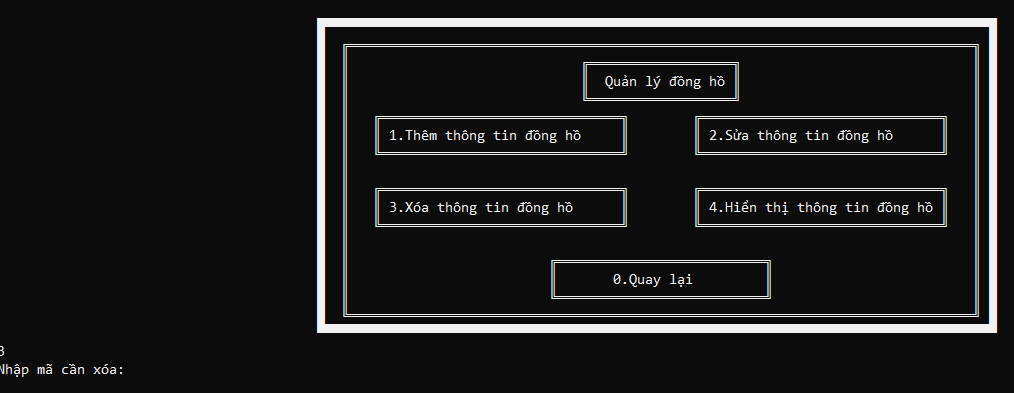 Quản lý đồng hồ
1.Thêm thông tin đồng hồ
2.Sửa thông tin đồng hồ
3.Xóa thông tin đồng hồ
4.Hiển thị thông tin đồng hồ
0.Quay lại
3
Nhập mã cần xóa: